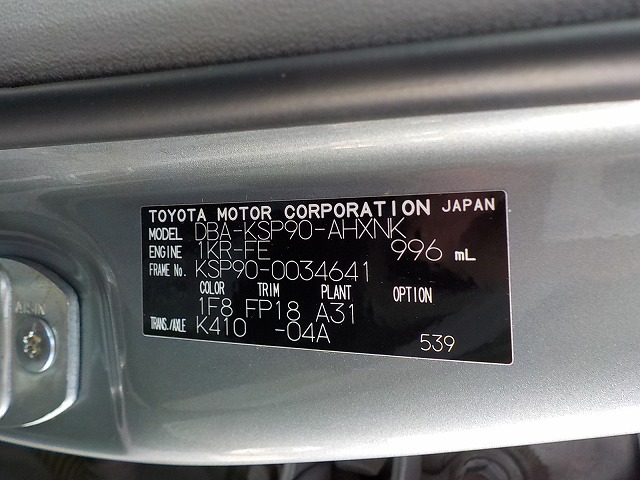 TOYOTA MOTOR CORPORATION JAPAN
MODEL DBA-KSP90-AHXNK
ENGINE 1KR-FE 996 mL
FRAME No. KSP90-0034641
COLOR TRIM PLANT OPTION
1F8 FP18 A31
TRANS./AXLE K410 -04A
539